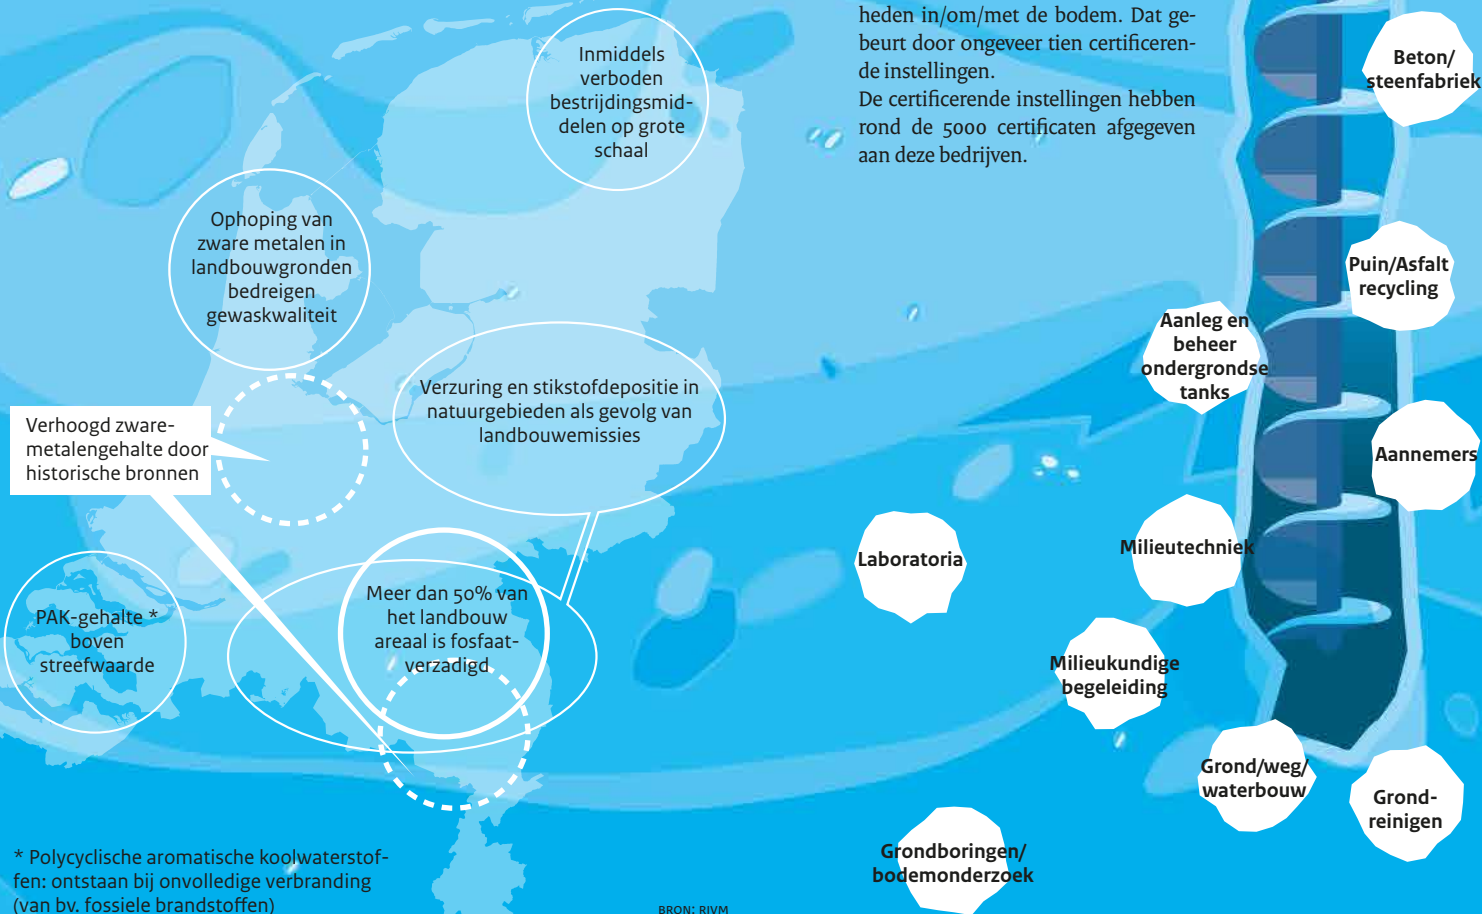 Inmiddels
verboden
bestrijdingsmid-
delen op grote
schaal
Ophoping van
zware metalen in
landbouwgronden
bedreigen
gewaskwaliteit
Verzuring en stikstofdepositie in
natuurgebieden als gevolg van
landbouwemissies
Verhoogd zware-
metalengehalte door
historische bronnen
Meer dan 50% van
het landbouw
areaal is fosfaat-
verzadigd
PAK-gehalte *
boven
streefwaarde
* Polycyclische aromatische koolwaterstof-
fen: ontstaan bij onvolledige verbranding
(van bv. fossiele brandstoffen)
BRON: RIVM
heden in/om/met de bodem. Dat ge-
beurt door ongeveer tien certificeren-
de instellingen.
De certificerende instellingen hebben
rond de 5000 certificaten afgegeven
aan deze bedrijven.
Beton/
steenfabriek
Puin/Asfalt
recycling
Aanleg en
beheer
ondergrondse
tanks
Aannemers
Laboratoria
Milieutechniek
Milieukundige
begeleiding
Grond/weg/
waterbouw
Grond-
reinigen
Grondboringen/
bodemonderzoek